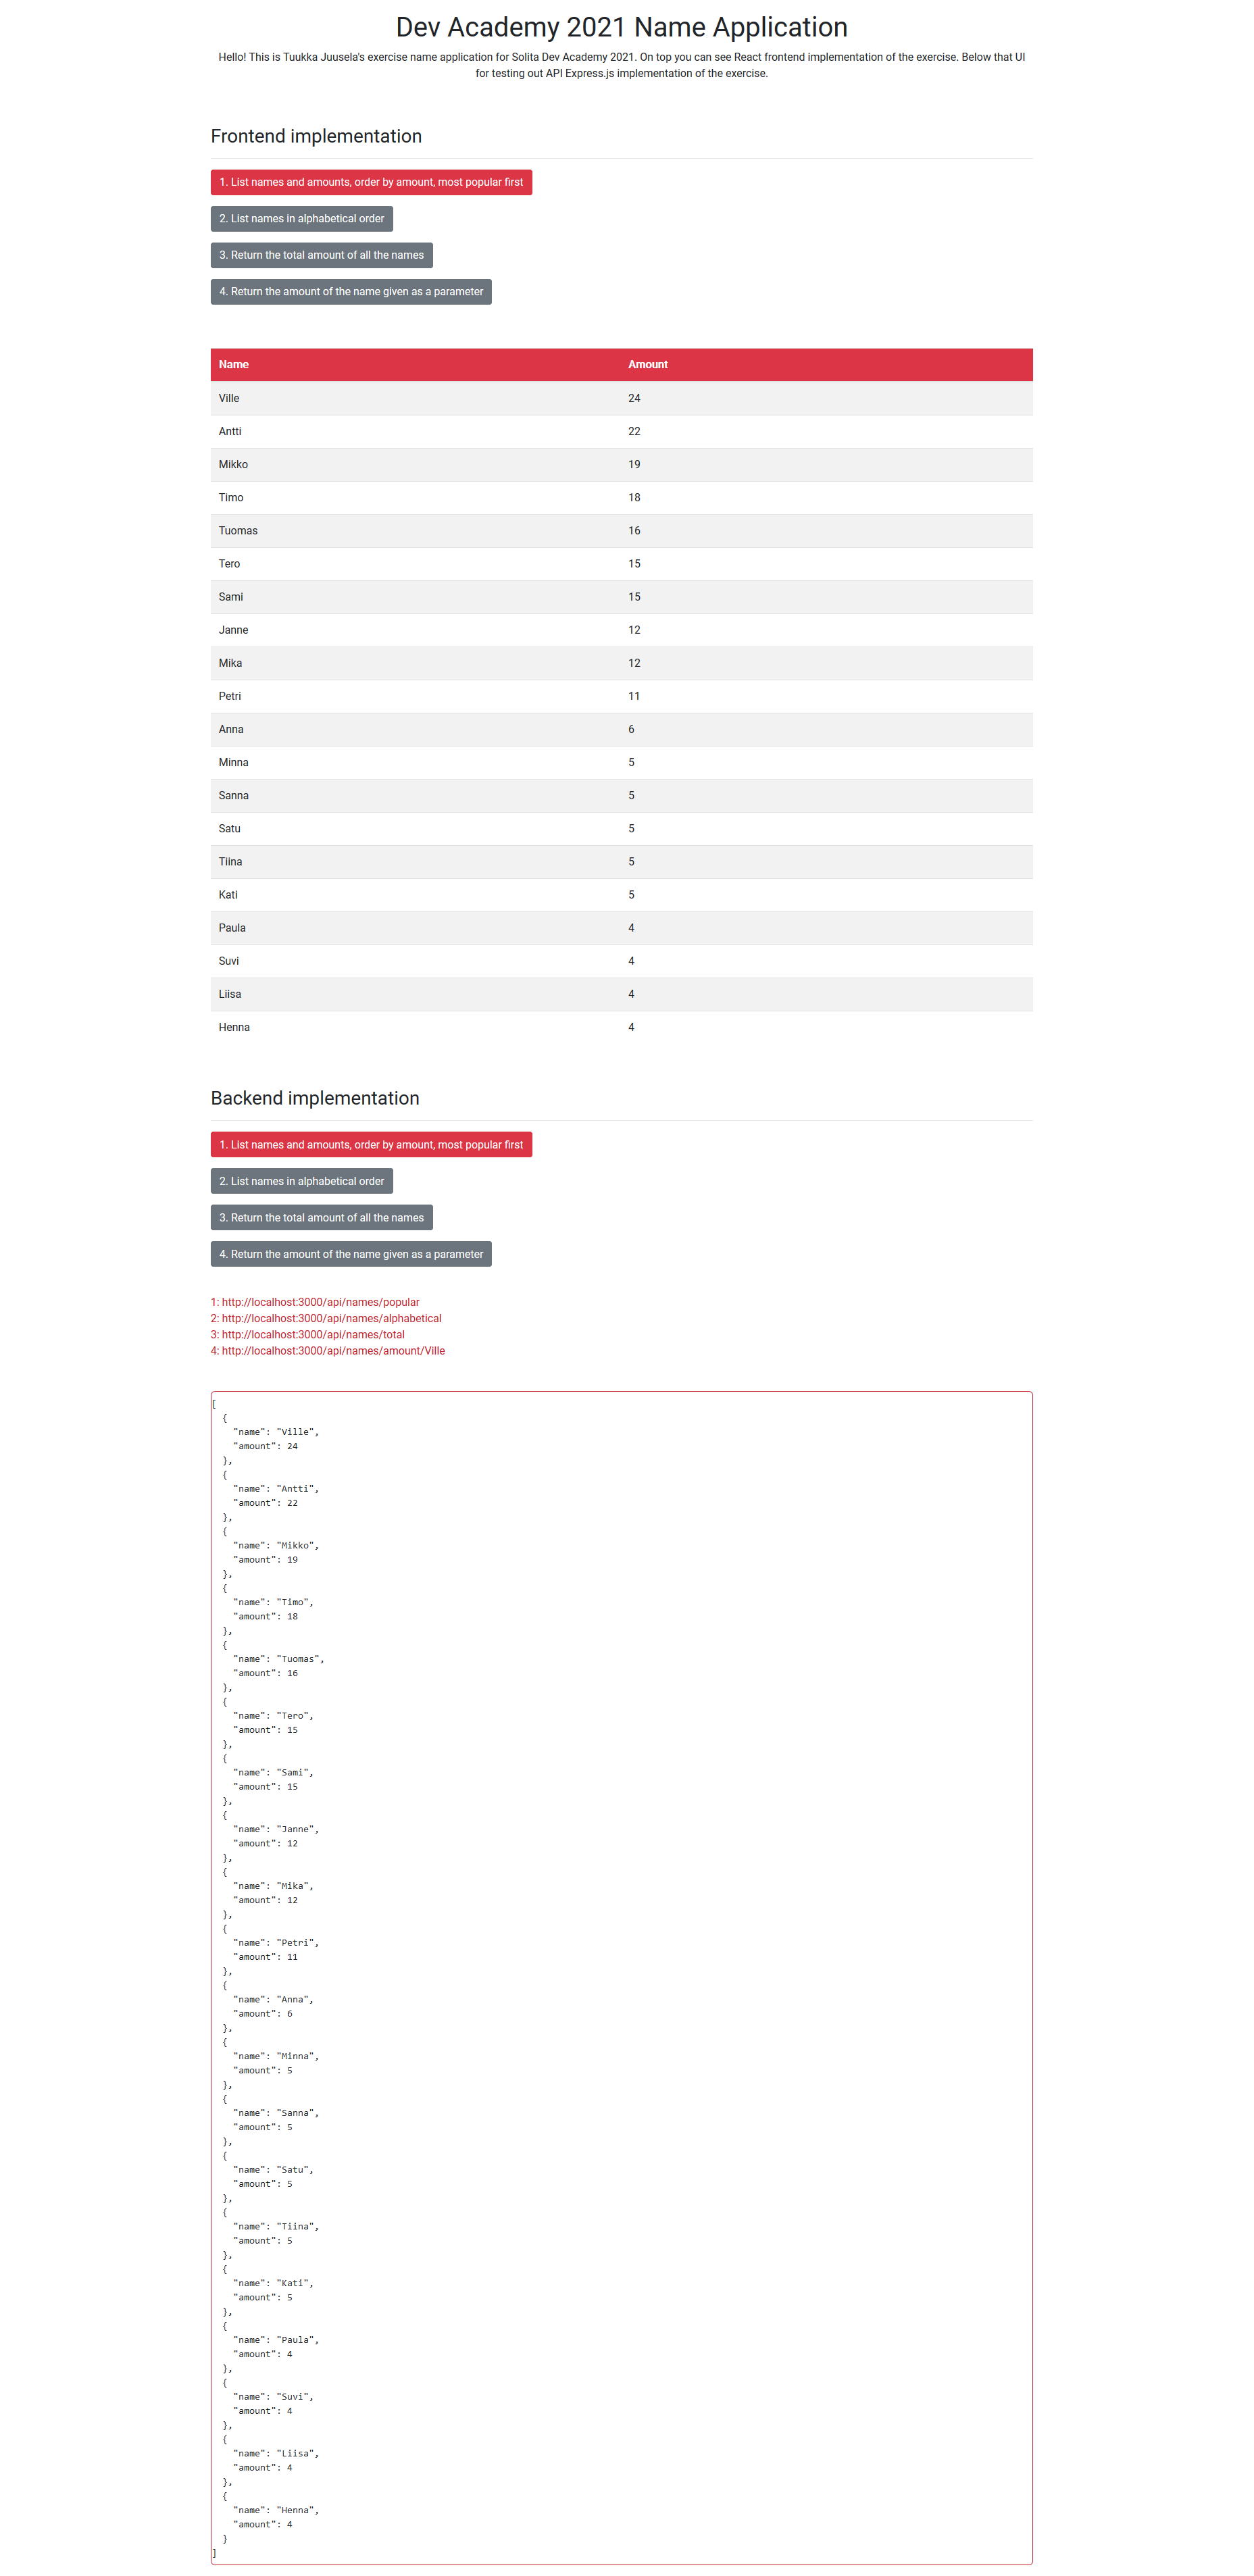 Dev Academy 2021 Name Application
Hello! This is Tuukka Juusela's exercise name application for Solita Dev Academy 2021. On top you can see React frontend implementation of the exercise. Below that UI
for testing out API Express.js implementation of the exercise.
Frontend implementation
1. List names and amounts, order by amount, most popular first
2. List names in alphabetical order
3. Return the total amount of all the names
4. Return the amount of the name given as a parameter
Name Amount
Ville 24
Antti 22
Mikko 19
Timo 18
Tuomas 16
Tero 15
Sami 15
Janne 12
Mika 12
Petri 11
Anna 6
Minna 5
Sanna 5
Satu 5
Tiina 5
Kati 5
Paula 4
Suvi 4
Liisa 4
Henna 4
Backend implementation
1. List names and amounts, order by amount, most popular first
2. List names in alphabetical order
3. Return the total amount of all the names
4. Return the amount of the name given as a parameter
1: http://localhost:3000/api/names/popular
2: http://localhost:3000/api/names/alphabetical
3: http://localhost:3000/api/names/total
4: http://localhost:3000/api/names/amount/Ville
[
  {
    "name": "Ville",
    "amount": 24
  },
  {
    "name": "Antti",
    "amount": 22
  },
  {
    "name": "Mikko",
    "amount": 19
  },
  {
    "name": "Timo",
    "amount": 18
  },
  {
    "name": "Tuomas",
    "amount": 16
  },
  {
    "name": "Tero",
    "amount": 15
  },
  {
    "name": "Sami",
    "amount": 15
  },
  {
    "name": "Janne",
    "amount": 12
  },
  {
    "name": "Mika",
    "amount": 12
  },
  {
    "name": "Petri",
    "amount": 11
  },
  {
    "name": "Anna",
    "amount": 6
  },
  {
    "name": "Minna",
    "amount": 5
  },
  {
    "name": "Sanna",
    "amount": 5
  },
  {
    "name": "Satu",
    "amount": 5
  },
  {
    "name": "Tiina",
    "amount": 5
  },
  {
    "name": "Kati",
    "amount": 5
  },
  {
    "name": "Paula",
    "amount": 4
  },
  {
    "name": "Suvi",
    "amount": 4
  },
  {
    "name": "Liisa",
    "amount": 4
  },
  {
    "name": "Henna",
    "amount": 4
  }
]